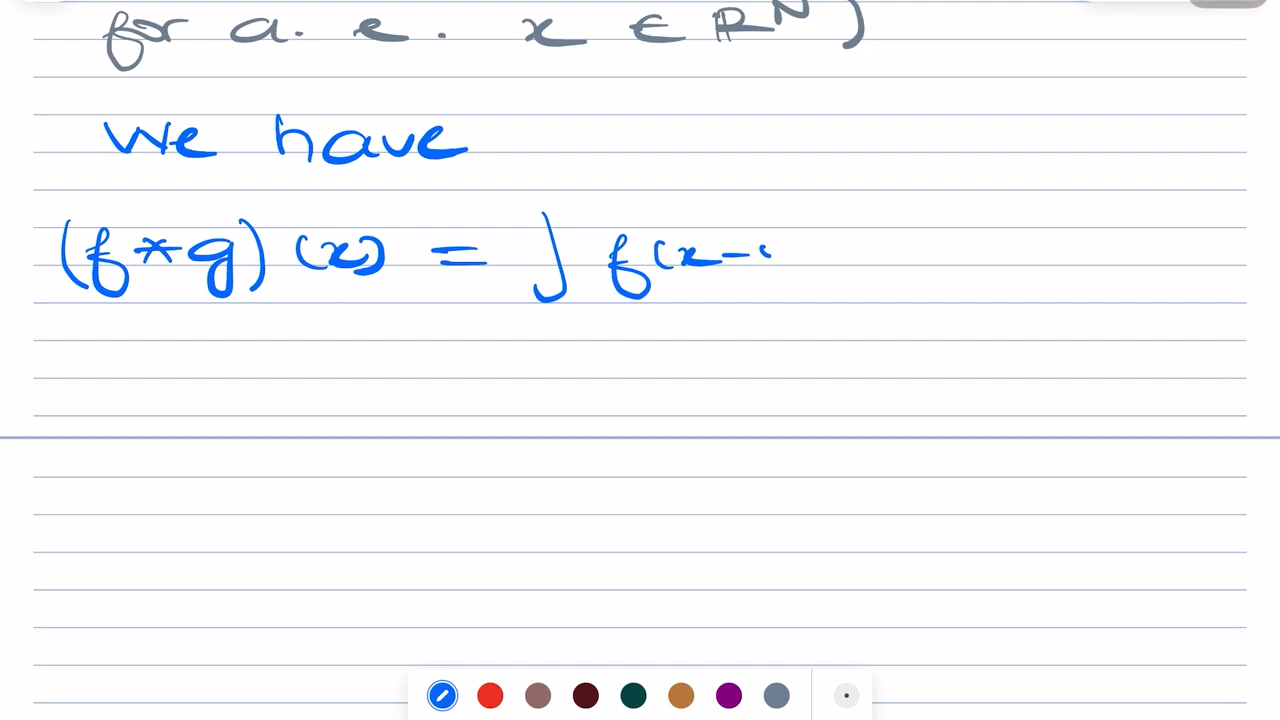 for a. e. x ∈ ℝᴺ)
we have
(f * g) (x) = ∫ f(x-